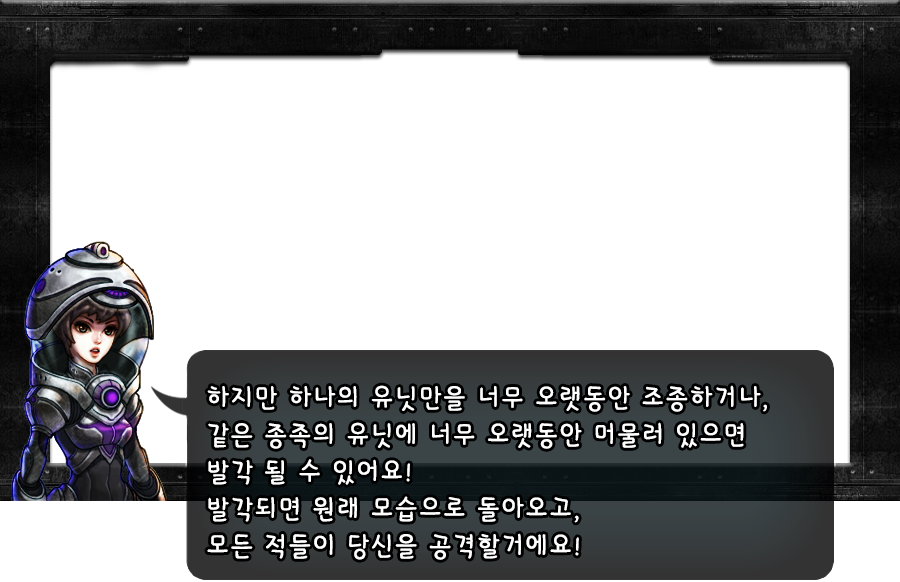 하지만 하나의 유닛만을 너무 오랫동안 조종하거나,
같은 종족의 유닛에 너무 오랫동안 머물러 있으면
발각 될 수 있어요!
발각되면 원래 모습으로 돌아오고,
모든 적들이 당신을 공격할거에요!